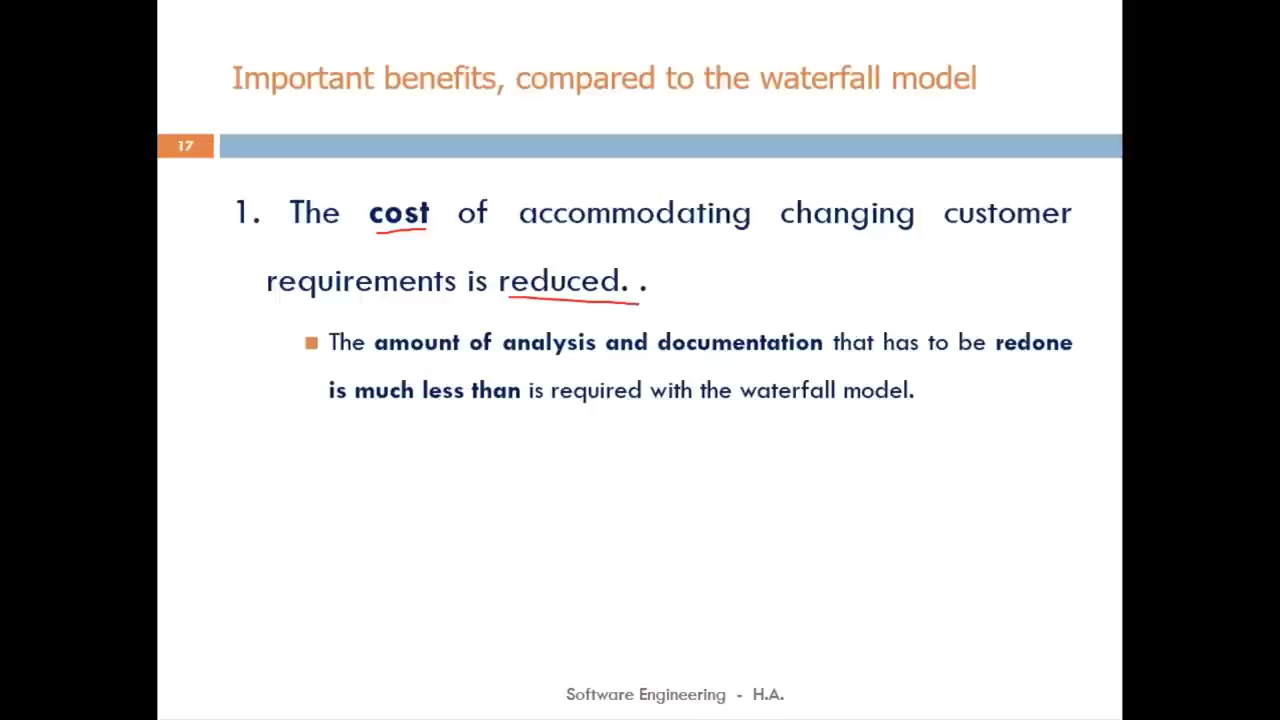 Important benefits, compared to the waterfall model
17
1. The cost of accommodating changing customer
requirements is reduced. .
The amount of analysis and documentation that has to be redone
is much less than is required with the waterfall model.
Software Engineering - H.A.